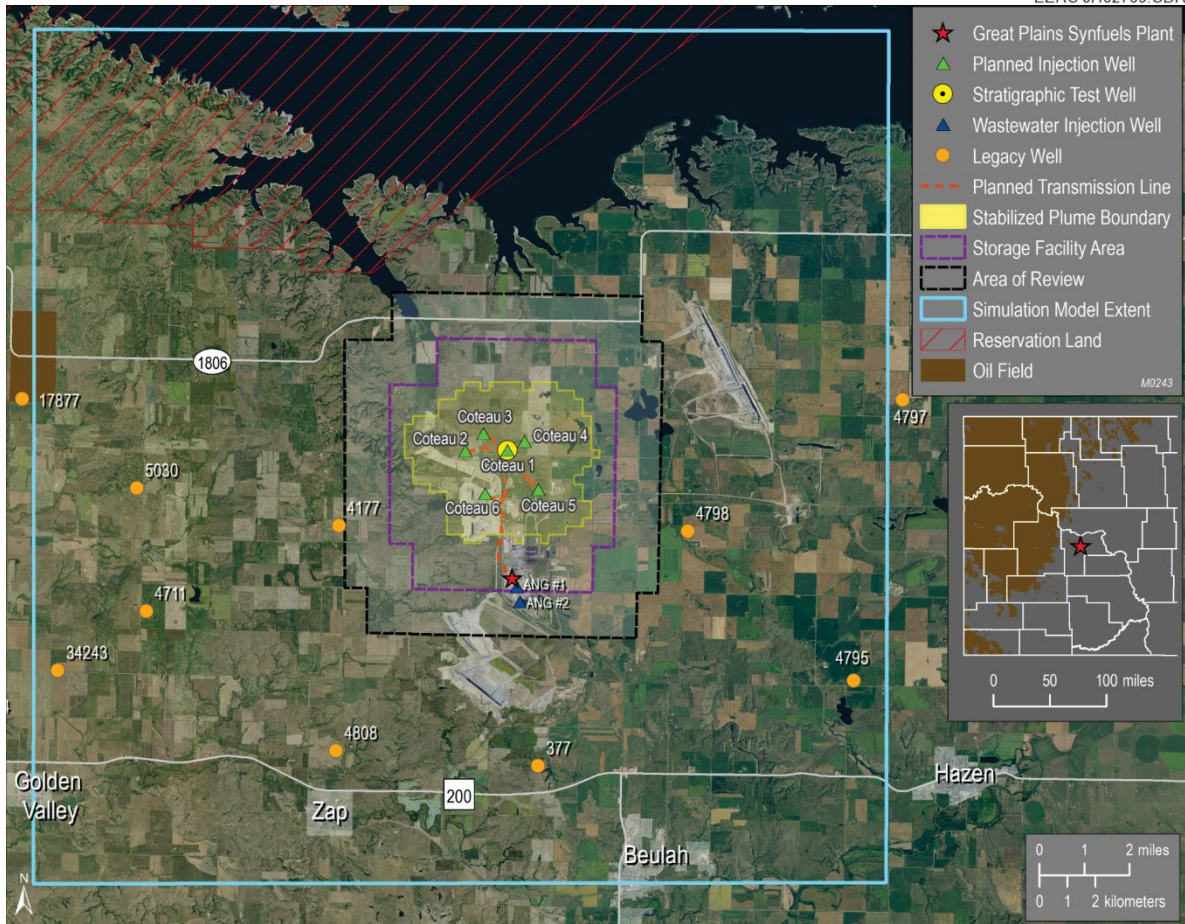 Great Plains Synfuels Plant
Planned Injection Well
Stratigraphic Test Well
Wastewater Injection Well
Legacy Well
Planned Transmission Line
Stabilized Plume Boundary
Storage Facility Area
Area of Review
Simulation Model Extent
Reservation Land
Oil Field
M0243
1806
17877
4797
Coteau 3
Coteau 4
Coteau 2
Coteau 1
5030
Coteau 6
Coteau 5
4177
4798
ANG #1
ANG #2
4711
34243
4795
4808
377
0 50 100 miles
Golden
Valley
Zap
200
Hazen
Beulah
0 1 2 miles
0 1 2 kilometers
N